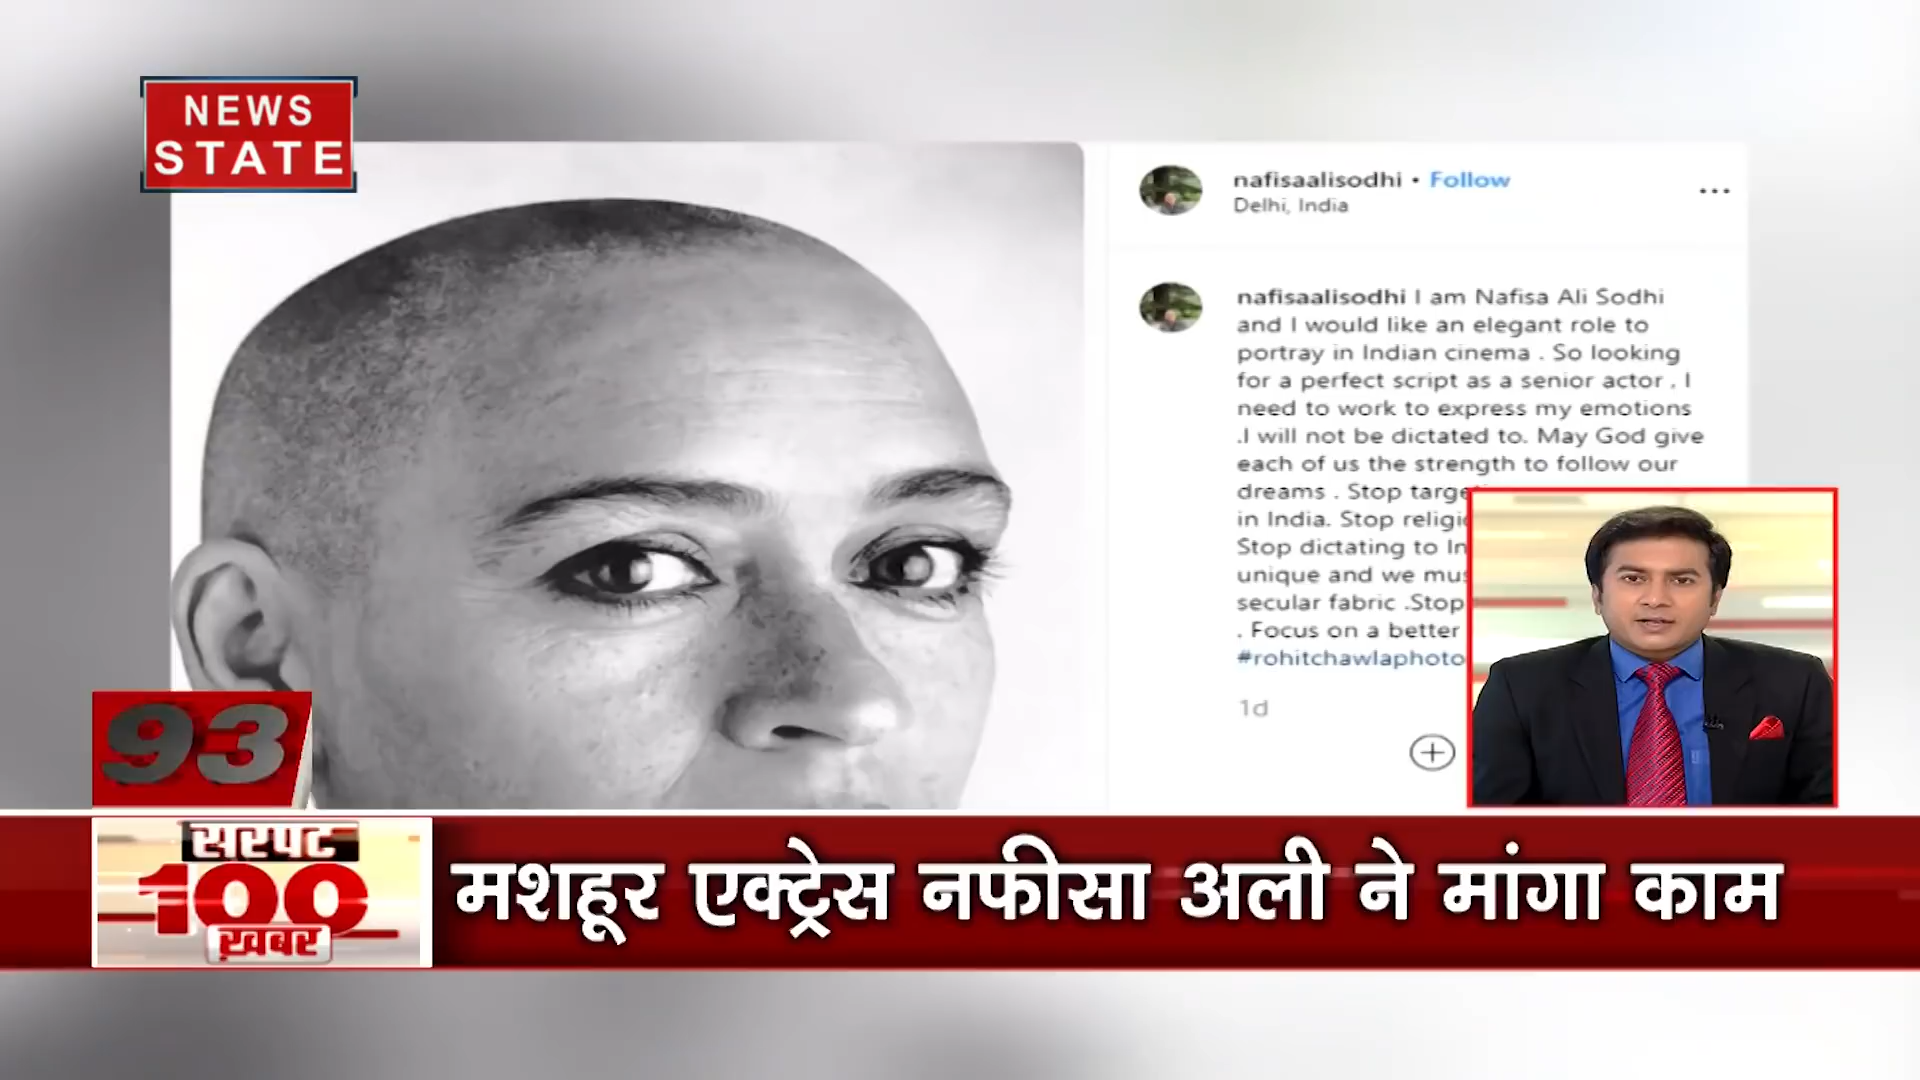 NEWS
STATE
nafisaalisodhi • Follow
Delhi, India
nafisaalisodhi I am Nafisa Ali Sodhi
and I would like an elegant role to
portray in Indian cinema . So looking
for a perfect script as a senior actor . I
need to work to express my emotions
.I will not be dictated to. May God give
each of us the strength to follow our
dreams . Stop
in India. Stop
Stop dictating to
unique and we
secular fabric .Stop
. Focus on a better
#rohitchawlaphoto
1d
93
सरपट
100
ख़बर
मशहूर एक्ट्रेस नफीसा अली ने मांगा काम